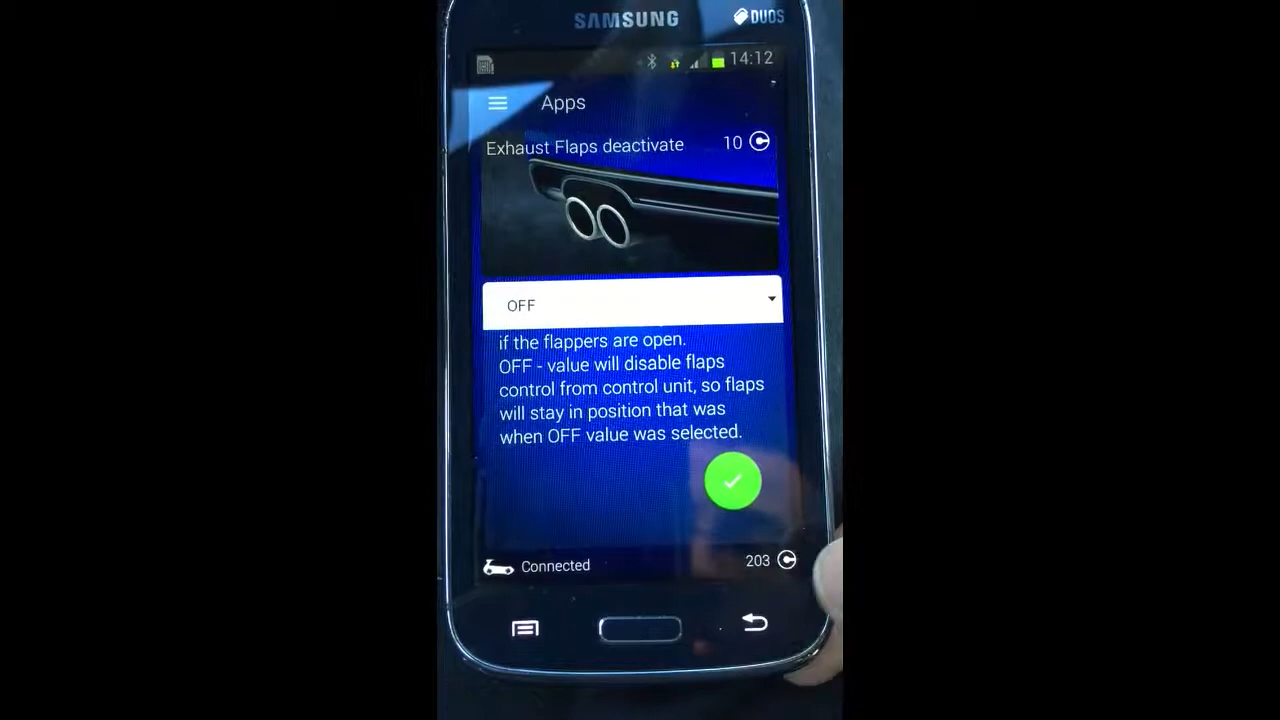 SAMSUNG DUOS
14:12
Apps
Exhaust Flaps deactivate 10
OFF
if the flappers are open.
OFF - value will disable flaps
control from control unit, so flaps
will stay in position that was
when OFF value was selected.
Connected 203